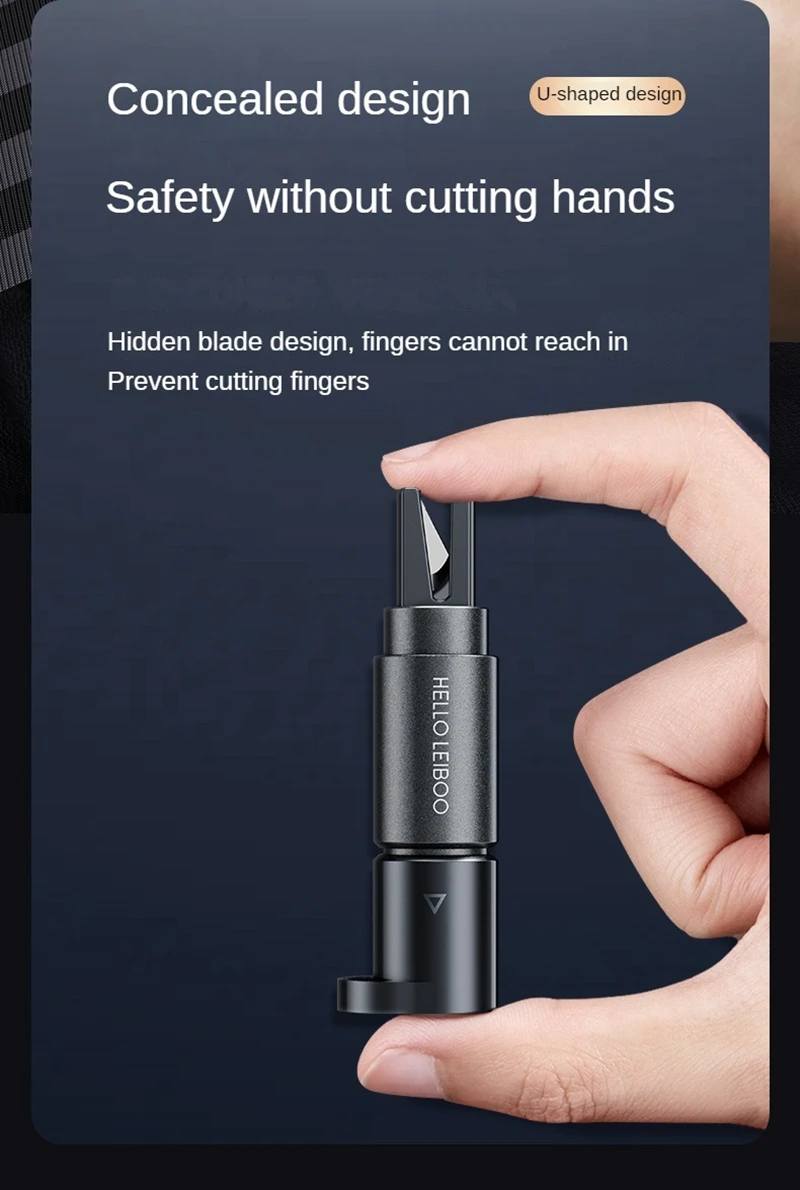 Concealed design
U-shaped design
Safety without cutting hands
Hidden blade design, fingers cannot reach in
Prevent cutting fingers
HELLO LEIBOO